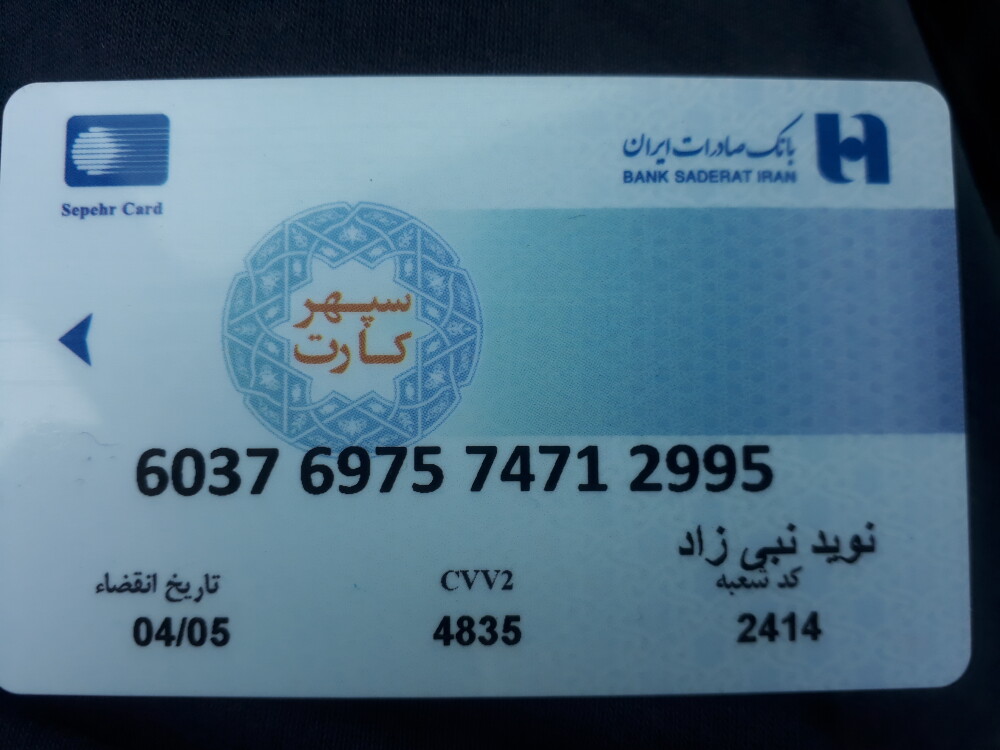 Sepehr Card
بانک صادرات ایران
BANK SADERAT IRAN
سپهر
کارت
6037 6975 7471 2995
نوید نبی زاد
تاریخ انقضاء CVV2 کد شعبه
04/05 4835 2414